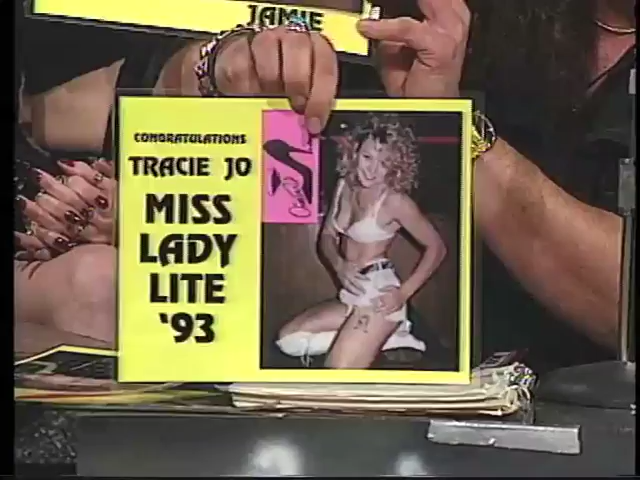 JAMIE
CONGRATULATIONS
TRACIE JO
MISS
LADY
LITE
'93